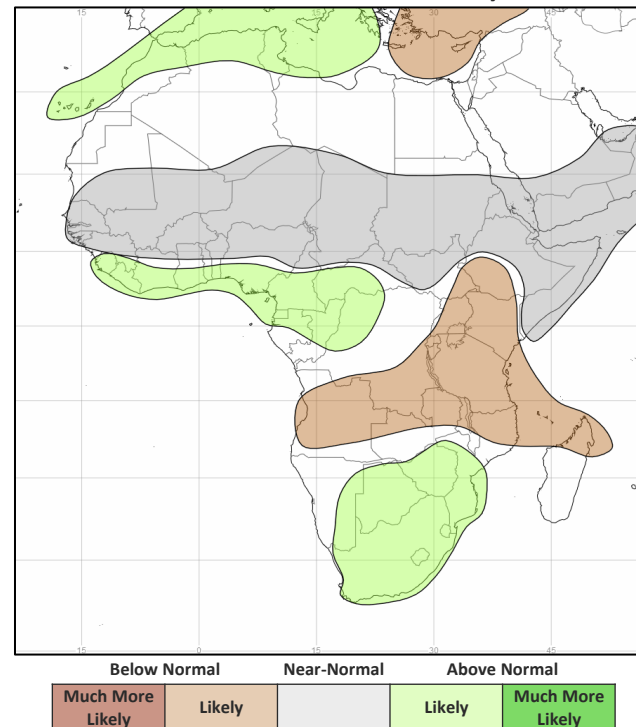 15 0 15 30 45
15 0 15 30 45
Below Normal Near-Normal Above Normal
Much More Likely Likely Much More
Likely Likely